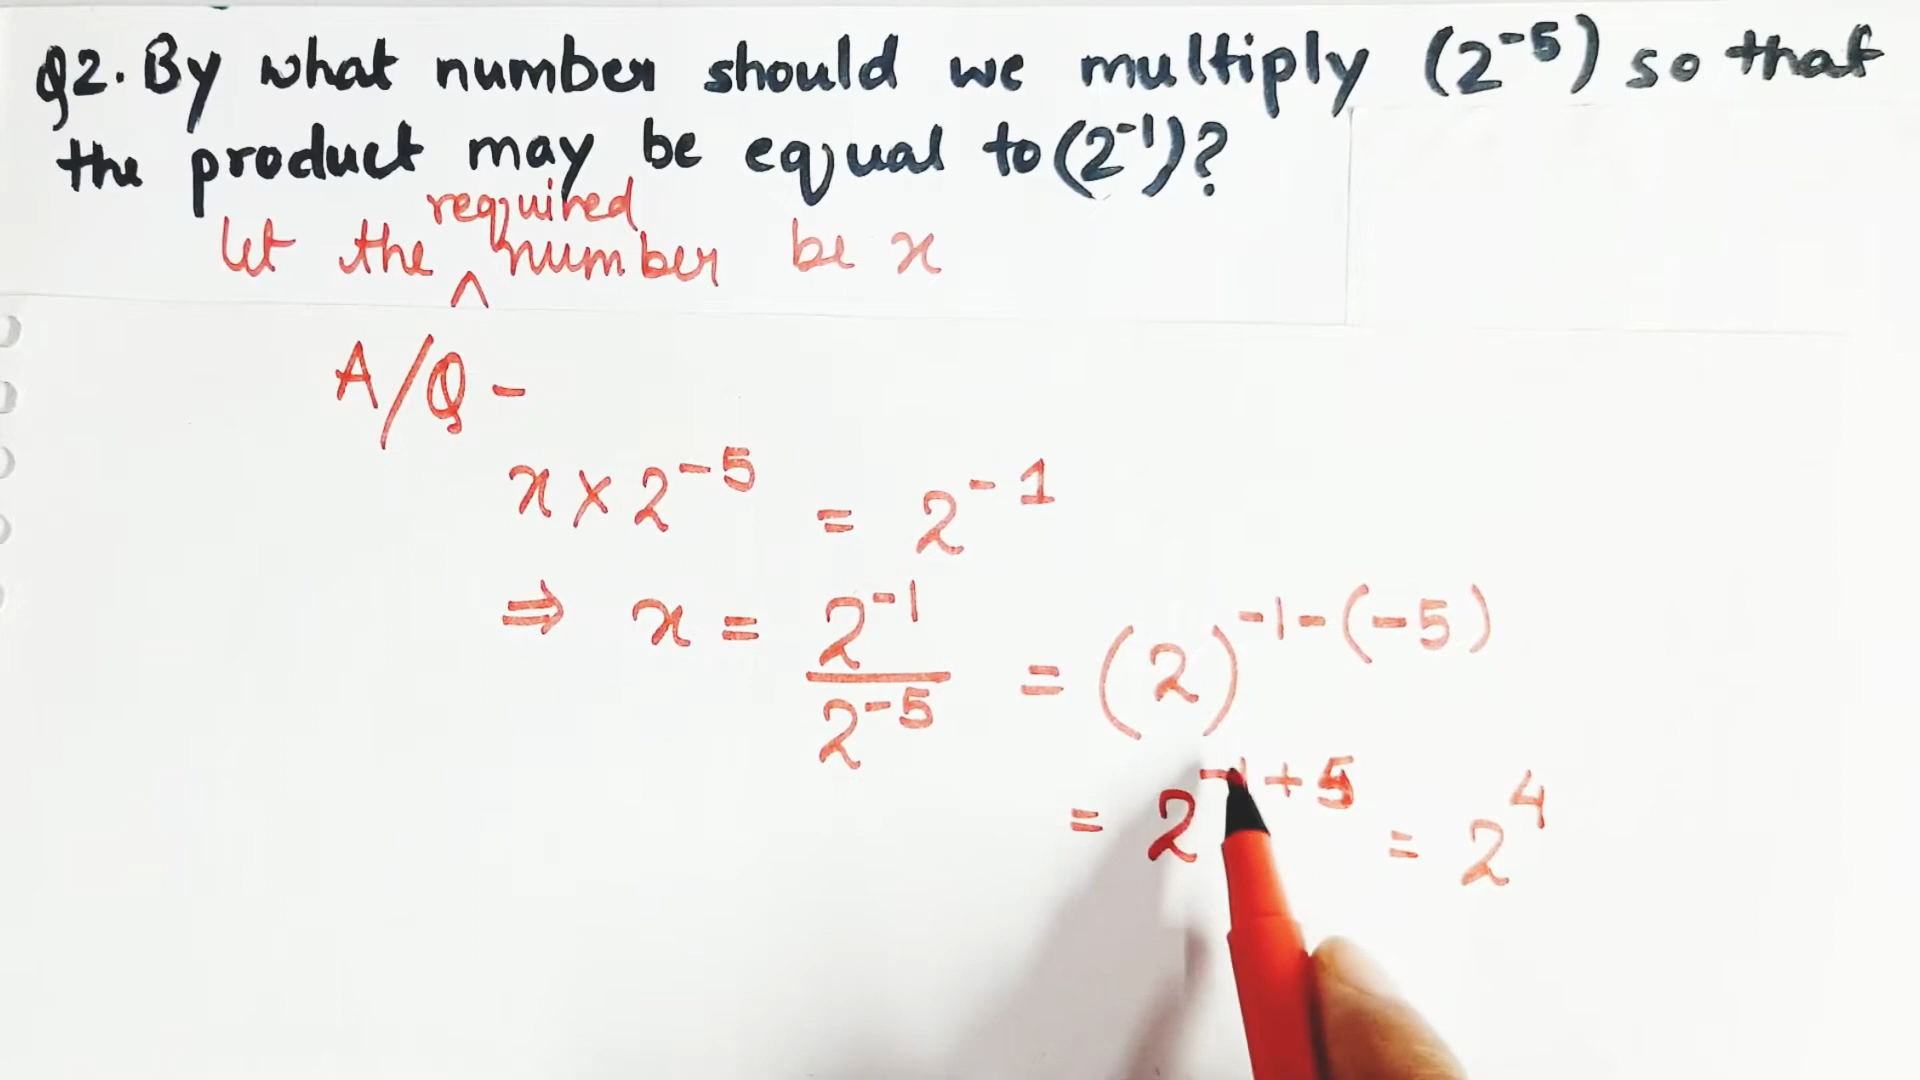 Q2. By what number should we multiply (2⁻⁵) so that
the product may be equal to (2⁻¹)?
let the required number be x
A/Q -
x × 2⁻⁵ = 2⁻¹
⇒ x = 2⁻¹/2⁻⁵ = (2)⁻¹⁻⁽⁻⁵⁾
= 2⁻¹⁺⁵ = 2⁴